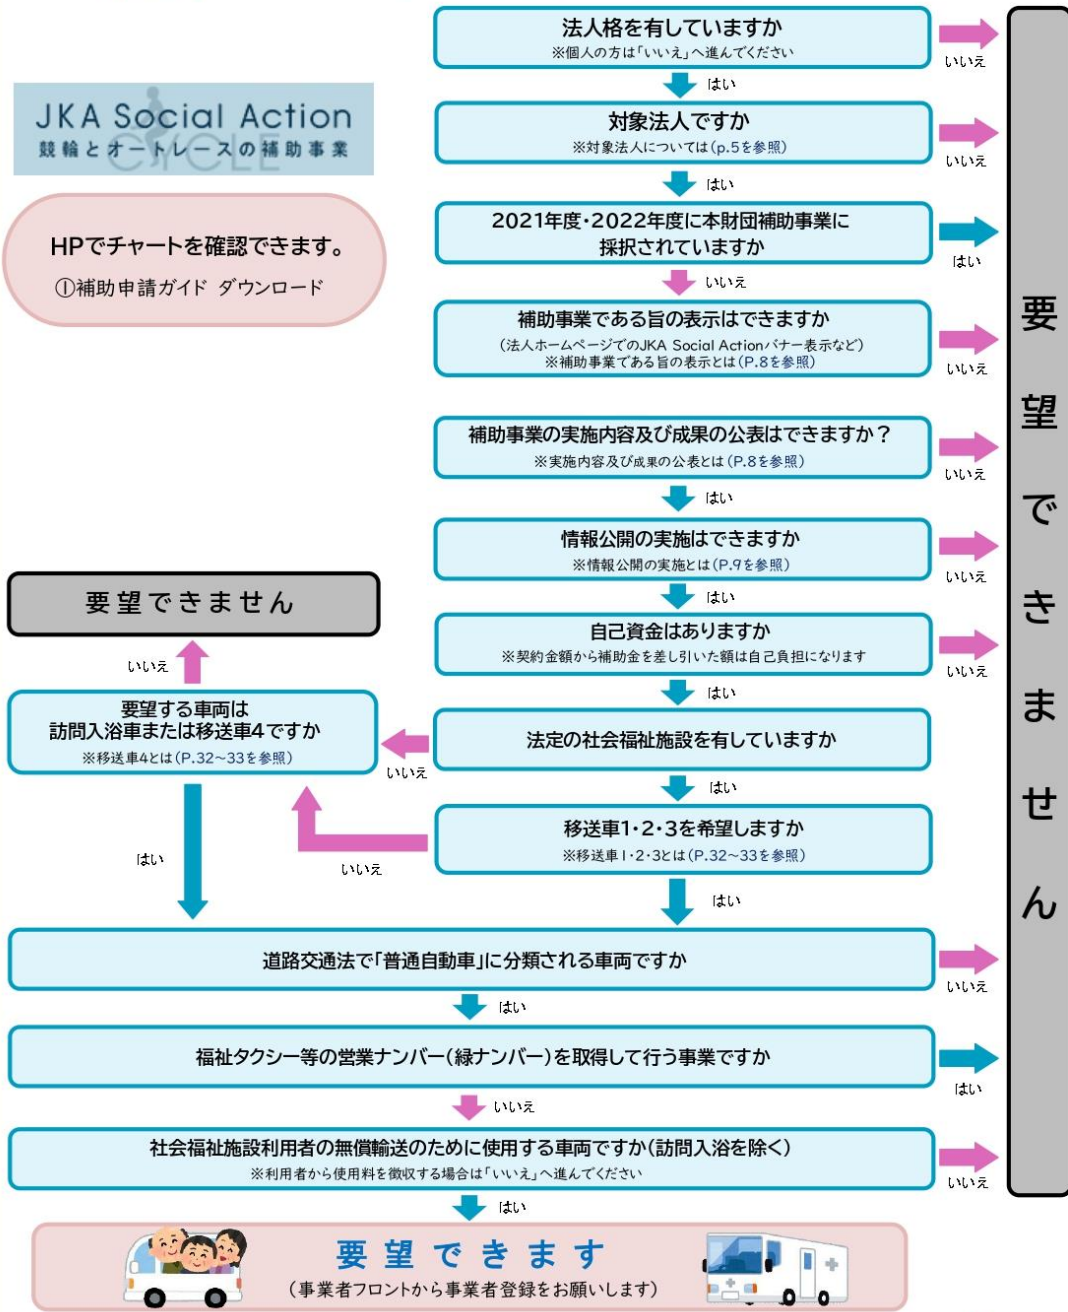 法人格を有していますか
※個人の方は「いいえ」へ進んでください
いいえ
はい
JKA Social Action
CYCLE
競輪とオートレースの補助事業
対象法人ですか
※対象法人については(p.5を参照)
いいえ
はい
HPでチャートを確認できます。
①補助申請ガイド ダウンロード
2021年度・2022年度に本財団補助事業に
採択されていますか
はい
いいえ
補助事業である旨の表示はできますか
(法人ホームページでのJKA Social Actionバナー表示など)
※補助事業である旨の表示とは(P.8を参照)
いいえ
補助事業の実施内容及び成果の公表はできますか？
※実施内容及び成果の公表とは(P.8を参照)
いいえ
はい
情報公開の実施はできますか
※情報公開の実施とは(P.9を参照)
いいえ
はい
自己資金はありますか
※契約金額から補助金を差し引いた額は自己負担になります
いいえ
はい
要望できません
いいえ
要望する車両は
訪問入浴車または移送車4ですか
※移送車4とは(P.32～33を参照)
いいえ
法定の社会福祉施設を有していますか
はい
移送車1・2・3を希望しますか
※移送車1・2・3とは(P.32～33を参照)
いいえ
はい
はい
道路交通法で「普通自動車」に分類される車両ですか
いいえ
はい
福祉タクシー等の営業ナンバー(緑ナンバー)を取得して行う事業ですか
はい
いいえ
社会福祉施設利用者の無償輸送のために使用する車両ですか(訪問入浴を除く)
※利用者から使用料を徴収する場合は「いいえ」へ進んでください
いいえ
はい
要望できます
(事業者フロントから事業者登録をお願いします)
要望できません